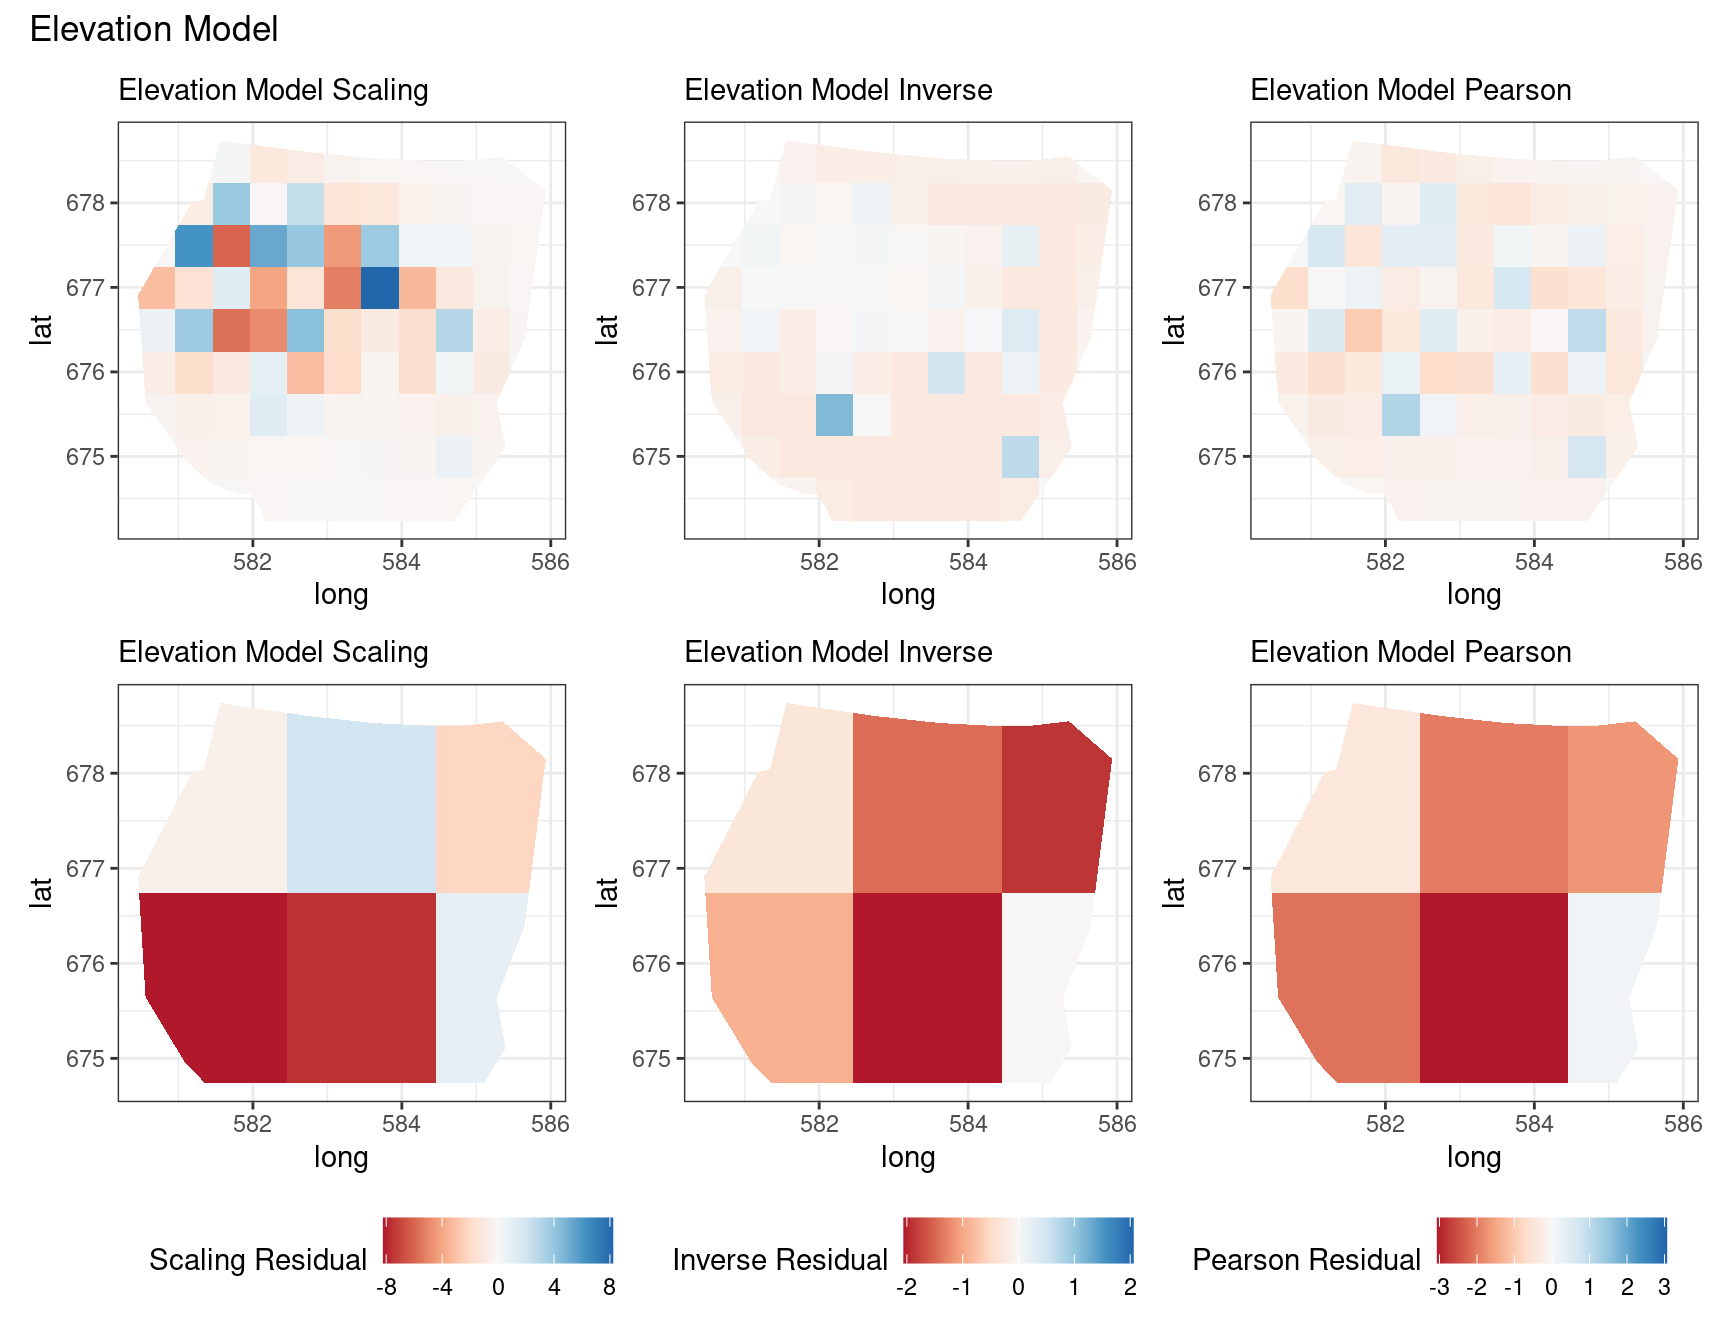 Elevation Model
Elevation Model Scaling
Elevation Model Inverse
Elevation Model Pearson
678
677
676
675
lat
582
584
586
long
678
677
676
675
lat
582
584
586
long
678
677
676
675
lat
582
584
586
long
Elevation Model Scaling
Elevation Model Inverse
Elevation Model Pearson
678
677
676
675
lat
582
584
586
long
678
677
676
675
lat
582
584
586
long
678
677
676
675
lat
582
584
586
long
Scaling Residual
-8 -4 0 4 8
Inverse Residual
-2 -1 0 1 2
Pearson Residual
-3 -2 -1 0 1 2 3